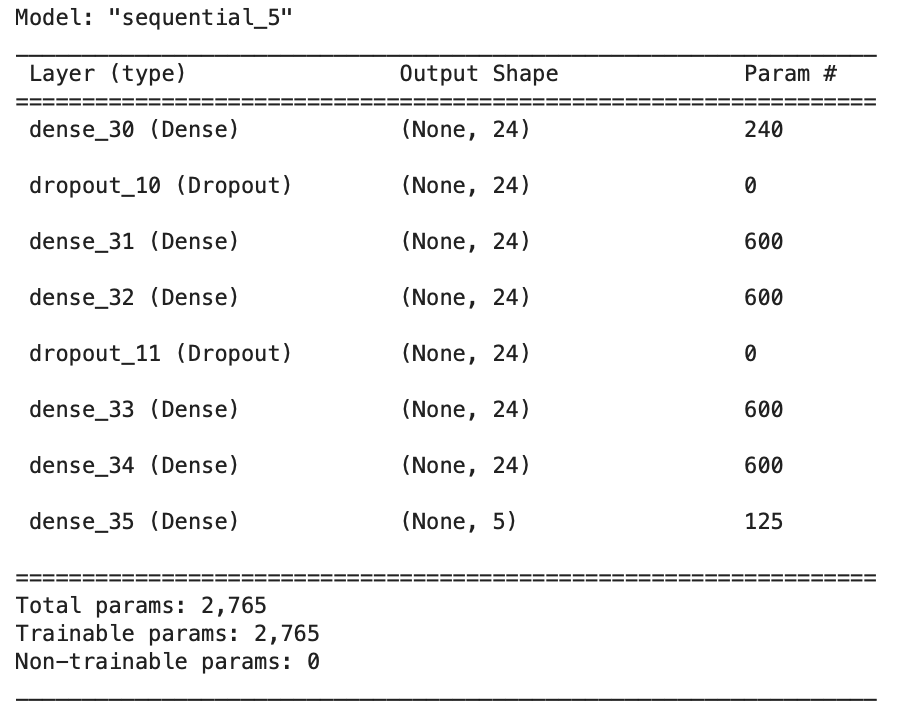 Model: "sequential_5"
Layer (type) Output Shape Param #
dense_30 (Dense) (None, 24) 240
dropout_10 (Dropout) (None, 24) 0
dense_31 (Dense) (None, 24) 600
dense_32 (Dense) (None, 24) 600
dropout_11 (Dropout) (None, 24) 0
dense_33 (Dense) (None, 24) 600
dense_34 (Dense) (None, 24) 600
dense_35 (Dense) (None, 5) 125
Total params: 2,765
Trainable params: 2,765
Non-trainable params: 0